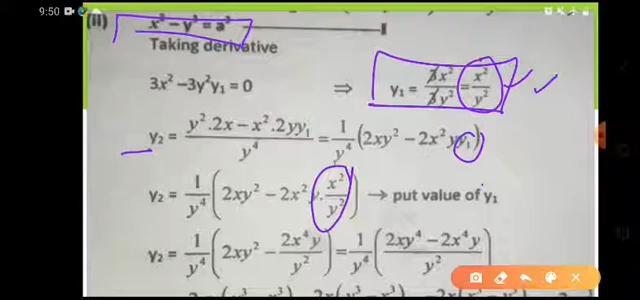 9:50
(ii) x³ – y³ = a³ I
Taking derivative
3x² –3y²y₁ = 0 ⇒ y₁ = 3x²/3y² = x²/y²
y₂ = (y².2x – x².2yy₁)/y⁴ = 1/y⁴ (2xy² – 2x²yy₁)
y₂ = 1/y⁴ (2xy² – 2x²y.x²/y²) → put value of y₁
y₂ = 1/y⁴ (2xy² – 2x⁴y/y²) = 1/y⁴ ((2xy⁴ – 2x⁴y)/y²)